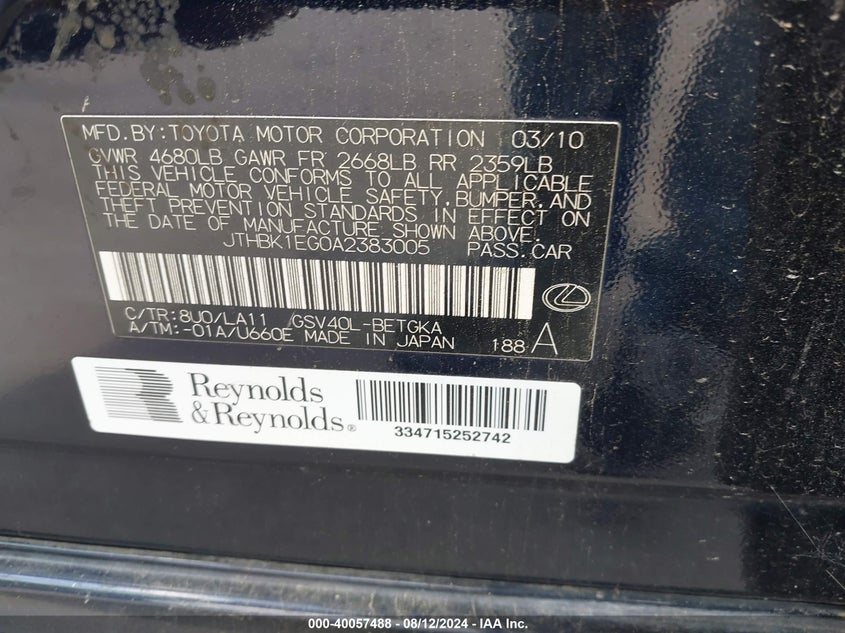 MFD.BY:TOYOTA MOTOR CORPORATION 03/10
GVWR 4680LB GAWR FR 2668LB RR 2359LB
THIS VEHICLE CONFORMS TO ALL APPLICABLE
FEDERAL MOTOR VEHICLE SAFETY,BUMPER,AND
THEFT PREVENTION STANDARDS IN EFFECT ON
THE DATE OF MANUFACTURE SHOWN ABOVE.
JTHBK1EG0A2383005 PASS.CAR
C/TR:8U0/LA11 /GSV40L-BETGKA
A/TM:-01A/U660E MADE IN JAPAN 188 A
Reynolds
&Reynolds®
334715252742
000-40057488 - 08/12/2024 - IAA Inc.